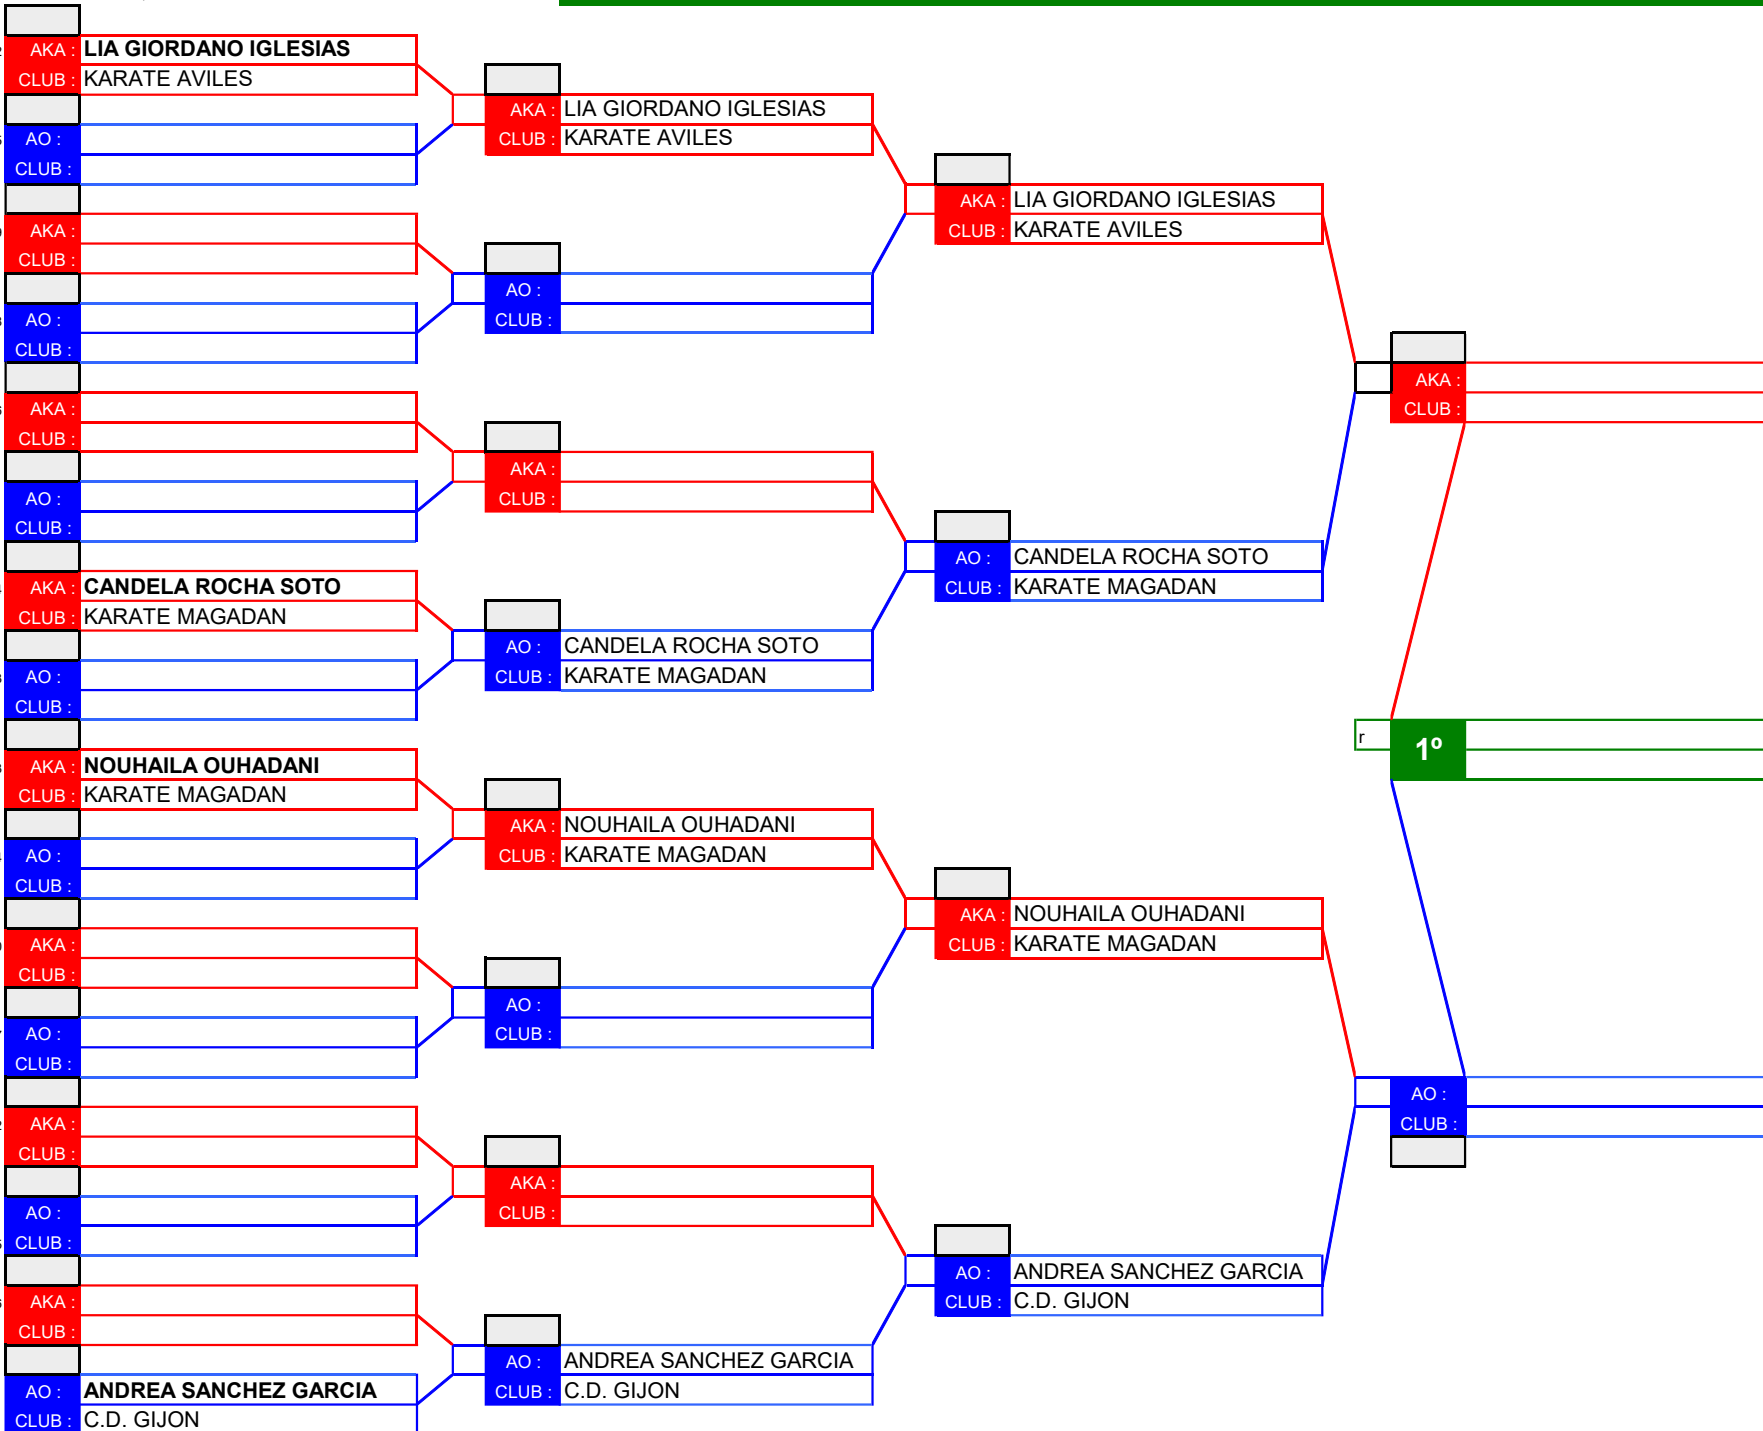 AKA : LIA GIORDANO IGLESIAS
CLUB : KARATE AVILES
AO :
CLUB :
AKA :
CLUB :
AO :
CLUB :
AKA :
CLUB :
AO :
CLUB :
AKA : CANDELA ROCHA SOTO
CLUB : KARATE MAGADAN
AO :
CLUB :
AKA : NOUHAILA OUHADANI
CLUB : KARATE MAGADAN
AO :
CLUB :
AKA :
CLUB :
AO :
CLUB :
AKA :
CLUB :
AO :
CLUB :
AKA :
CLUB :
AO : ANDREA SANCHEZ GARCIA
CLUB : C.D. GIJON
AKA : LIA GIORDANO IGLESIAS
CLUB : KARATE AVILES
AO :
CLUB :
AKA :
CLUB :
AO : CANDELA ROCHA SOTO
CLUB : KARATE MAGADAN
AKA : NOUHAILA OUHADANI
CLUB : KARATE MAGADAN
AO :
CLUB :
AKA :
CLUB :
AO : ANDREA SANCHEZ GARCIA
CLUB : C.D. GIJON
AKA : LIA GIORDANO IGLESIAS
CLUB : KARATE AVILES
AO : CANDELA ROCHA SOTO
CLUB : KARATE MAGADAN
AKA : NOUHAILA OUHADANI
CLUB : KARATE MAGADAN
AO : ANDREA SANCHEZ GARCIA
CLUB : C.D. GIJON
AKA :
CLUB :
r 1º
AO :
CLUB :